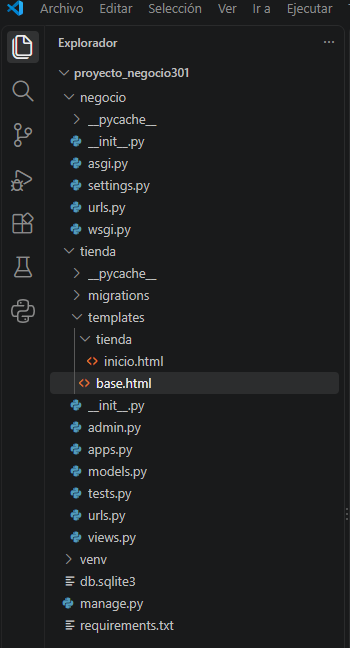 Archivo Editar Selección Ver Ir a Ejecutar
Explorador
proyecto_negocio301
negocio
__pycache__
__init__.py
asgi.py
settings.py
urls.py
wsgi.py
tienda
__pycache__
migrations
templates
tienda
inicio.html
base.html
__init__.py
admin.py
apps.py
models.py
tests.py
urls.py
views.py
venv
db.sqlite3
manage.py
requirements.txt